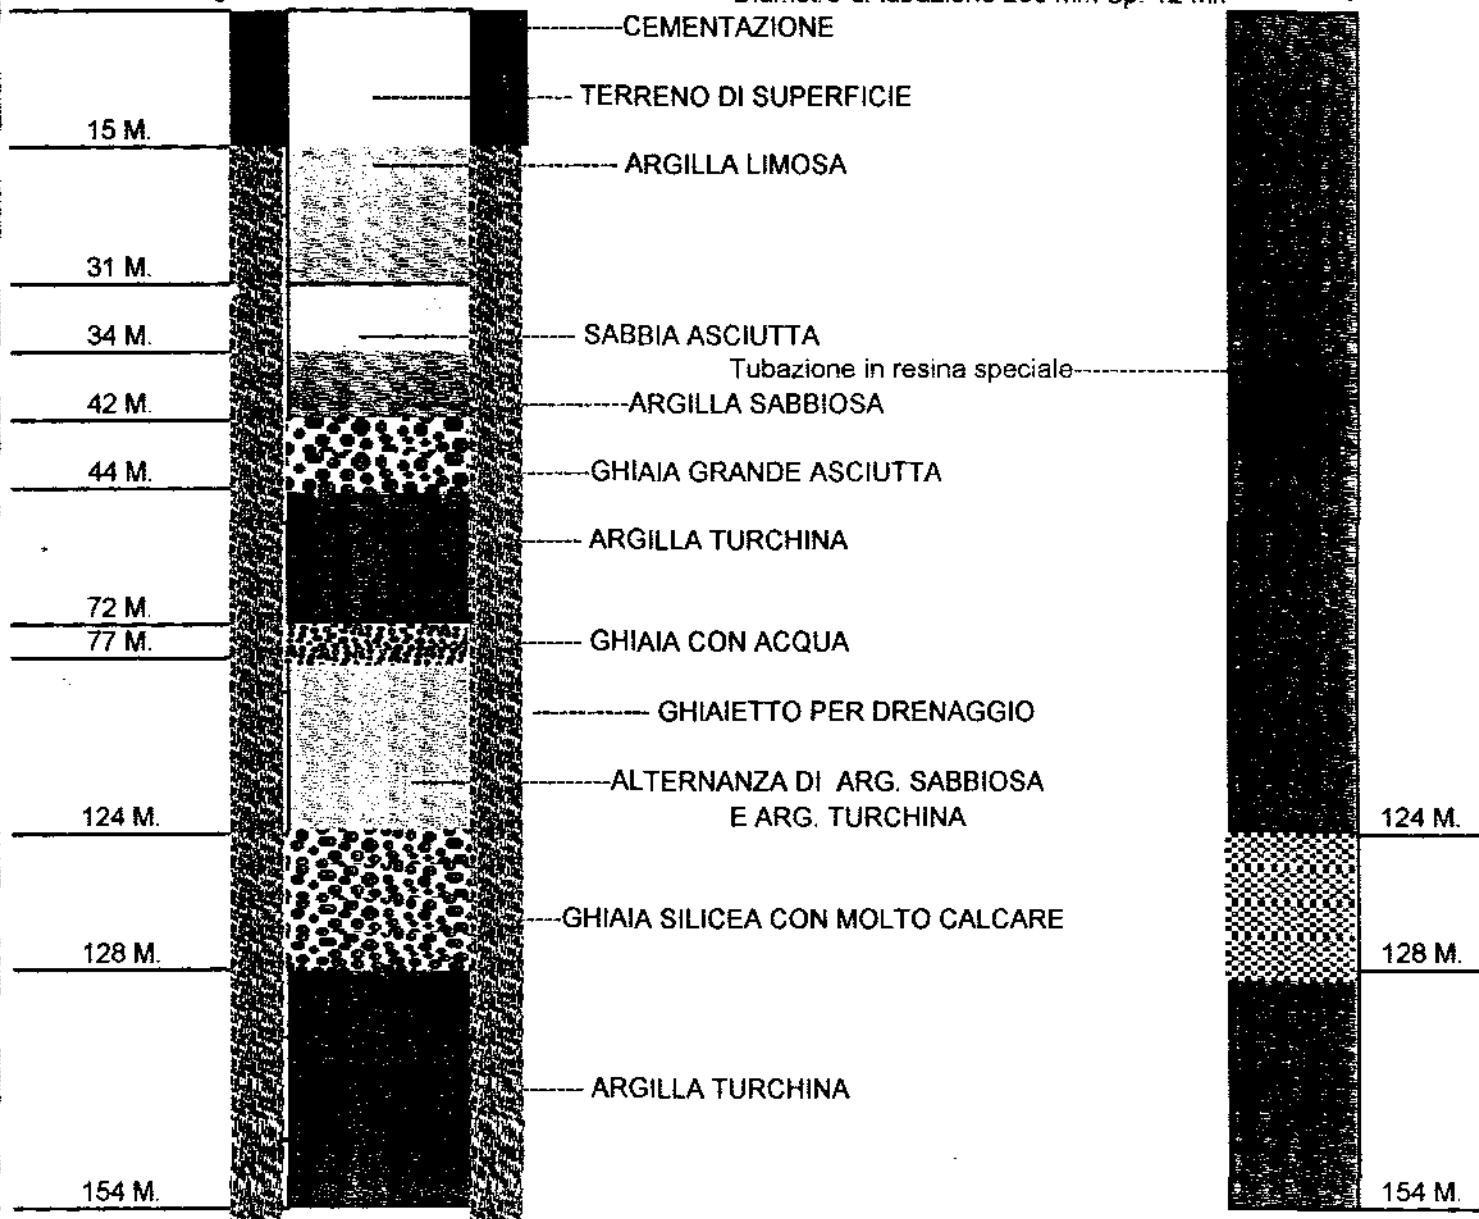 CEMENTAZIONE
TERRENO DI SUPERFICIE
15 M.
ARGILLA LIMOSA
31 M.
34 M.
SABBIA ASCIUTTA
Tubazione in resina speciale
42 M.
ARGILLA SABBIOSA
44 M.
GHIAIA GRANDE ASCIUTTA
ARGILLA TURCHINA
72 M.
77 M.
GHIAIA CON ACQUA
GHIAIETTO PER DRENAGGIO
ALTERNANZA DI ARG. SABBIOSA
E ARG. TURCHINA
124 M.
124 M.
GHIAIA SILICEA CON MOLTO CALCARE
128 M.
128 M.
ARGILLA TURCHINA
154 M.
154 M.